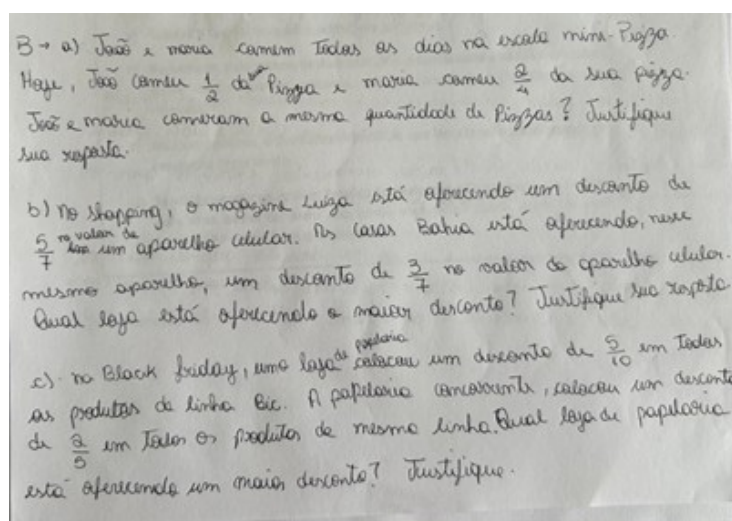 B → a) João e maria comem Todos os dias na escola mini-Pizza.
Hoje, João comeu 1/2 da sua Pizza e maria comeu 2/4 da sua pizza.
João e maria comeram a mesma quantidade de Pizzas? Justifique
sua resposta.
b) no shopping, o magazine Luiza está oferecendo um desconto de
5/7 no valor de um aparelho celular. As casas Bahia está oferecendo, nesse
mesmo aparelho, um desconto de 3/7 no valor do aparelho celular.
Qual loja está oferecendo o maior desconto? Justifique sua resposta
c). no Black friday, uma loja de papelaria colocou um desconto de 5/10 em todos
os produtos da linha Bic. A papelaria concorrente, colocou um desconto
de 2/5 em Todos os produtos da mesma linha. Qual loja de papelaria
está oferecendo um maior desconto? Justifique.